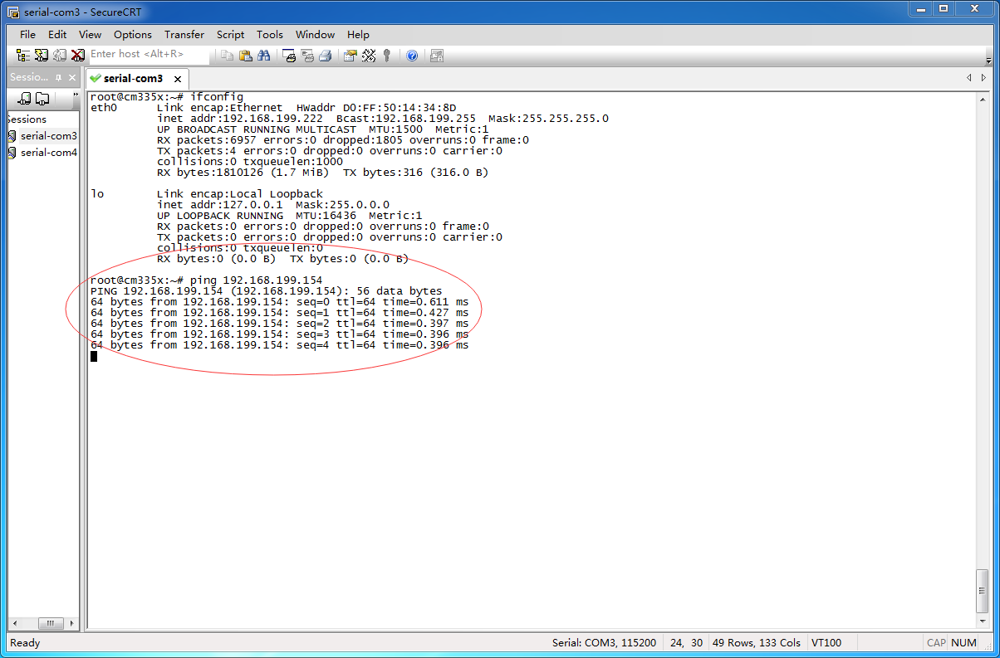 serial-com3 - SecureCRT
File Edit View Options Transfer Script Tools Window Help
Enter host <Alt+R>
Sessio...
serial-com3
Sessions
serial-com3
serial-com4
root@cm335x:~# ifconfig
eth0      Link encap:Ethernet  HWaddr D0:FF:50:14:34:8D
          inet addr:192.168.199.222  Bcast:192.168.199.255  Mask:255.255.255.0
          UP BROADCAST RUNNING MULTICAST  MTU:1500  Metric:1
          RX packets:6957 errors:0 dropped:1805 overruns:0 frame:0
          TX packets:4 errors:0 dropped:0 overruns:0 carrier:0
          collisions:0 txqueuelen:1000
          RX bytes:1810126 (1.7 MiB)  TX bytes:316 (316.0 B)
lo        Link encap:Local Loopback
          inet addr:127.0.0.1  Mask:255.0.0.0
          UP LOOPBACK RUNNING  MTU:16436  Metric:1
          RX packets:0 errors:0 dropped:0 overruns:0 frame:0
          TX packets:0 errors:0 dropped:0 overruns:0 carrier:0
          collisions:0 txqueuelen:0
          RX bytes:0 (0.0 B)  TX bytes:0 (0.0 B)
root@cm335x:~# ping 192.168.199.154
PING 192.168.199.154 (192.168.199.154): 56 data bytes
64 bytes from 192.168.199.154: seq=0 ttl=64 time=0.611 ms
64 bytes from 192.168.199.154: seq=1 ttl=64 time=0.427 ms
64 bytes from 192.168.199.154: seq=2 ttl=64 time=0.397 ms
64 bytes from 192.168.199.154: seq=3 ttl=64 time=0.396 ms
64 bytes from 192.168.199.154: seq=4 ttl=64 time=0.396 ms
Ready Serial: COM3, 115200 24, 30 49 Rows, 133 Cols VT100 CAP NUM